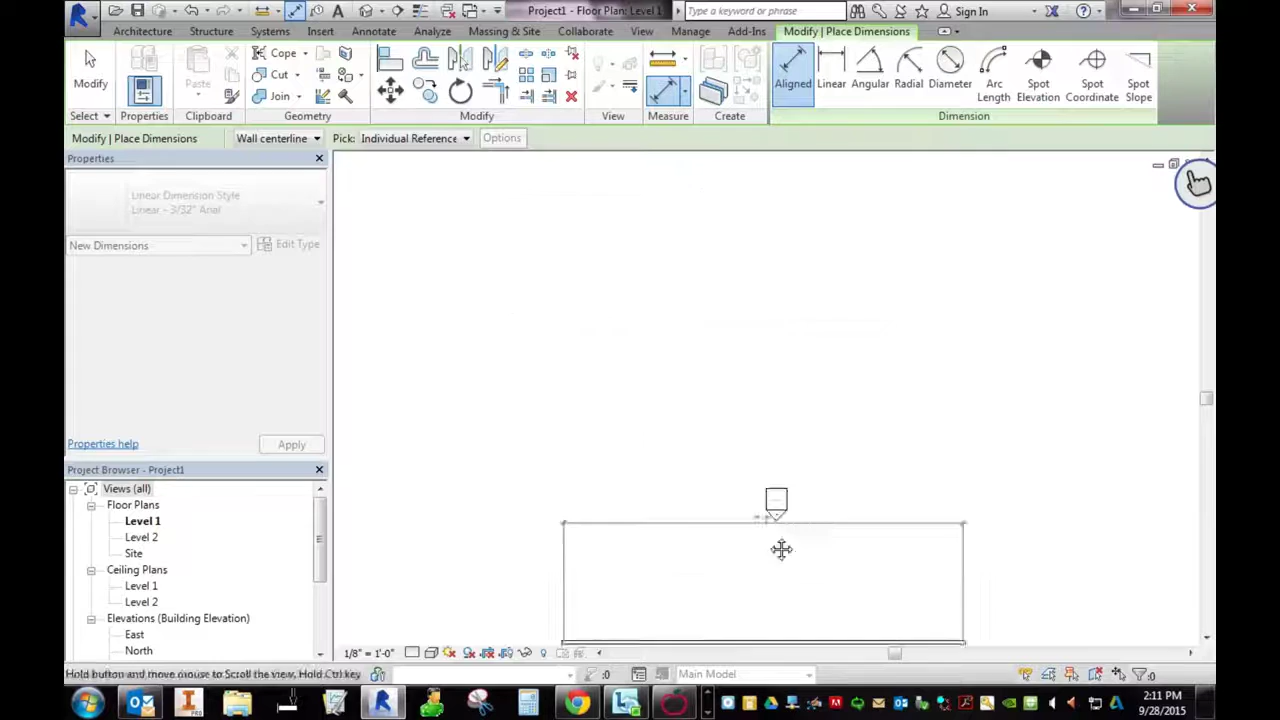 Project1 - Floor Plan: Level 1
Type a keyword or phrase
Sign In
Architecture
Structure
Systems
Insert
Annotate
Analyze
Massing & Site
Collaborate
View
Manage
Add-Ins
Modify | Place Dimensions
Modify
Paste
Cope
Cut
Join
Aligned
Linear
Angular
Radial
Diameter
Arc
Length
Spot
Elevation
Spot
Coordinate
Spot
Slope
Select
Properties
Clipboard
Geometry
Modify
View
Measure
Create
Dimension
Modify | Place Dimensions
Wall centerline
Pick:
Individual Reference
Options
Properties
Linear Dimension Style
Linear - 3/32" Arial
New Dimensions
Edit Type
Properties help
Apply
Project Browser - Project1
Views (all)
Floor Plans
Level 1
Level 2
Site
Ceiling Plans
Level 1
Level 2
Elevations (Building Elevation)
East
North
1/8" = 1'-0"
Hold button and move mouse to Scroll the view, Hold Ctrl key
:0
Main Model
:0
2:11 PM
9/28/2015